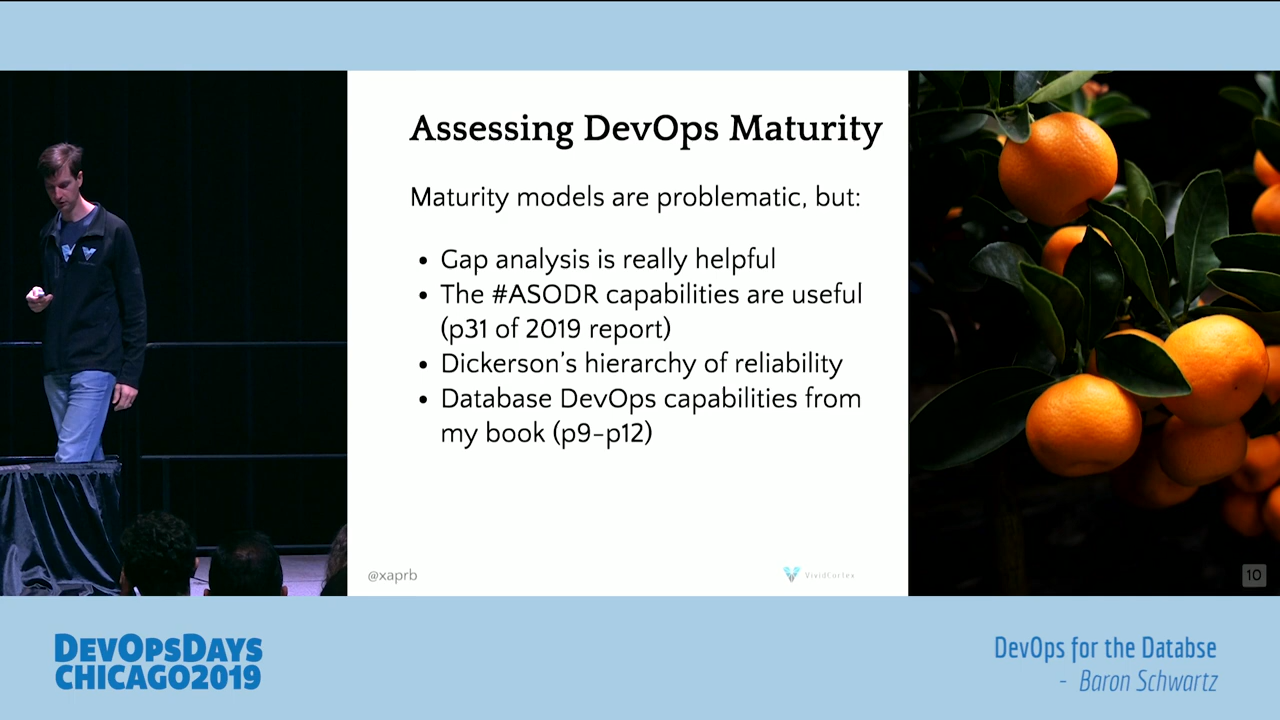 Assessing DevOps Maturity
Maturity models are problematic, but:
• Gap analysis is really helpful
• The #ASODR capabilities are useful
(p31 of 2019 report)
• Dickerson’s hierarchy of reliability
• Database DevOps capabilities from
my book (p9-p12)
@xaprb
VividCortex
10
DevOpsDays
Chicago2019
DevOps for the Databse
- Baron Schwartz